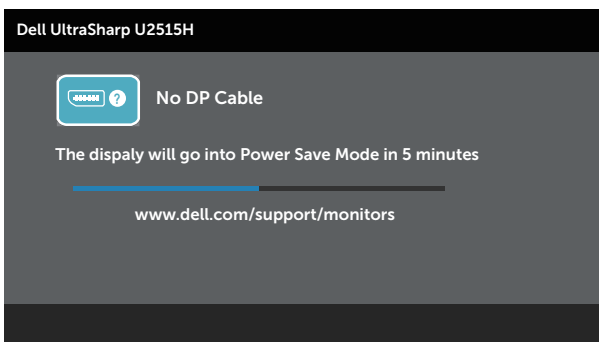 Dell UltraSharp U2515H
?
No DP Cable
The dispaly will go into Power Save Mode in 5 minutes
www.dell.com/support/monitors